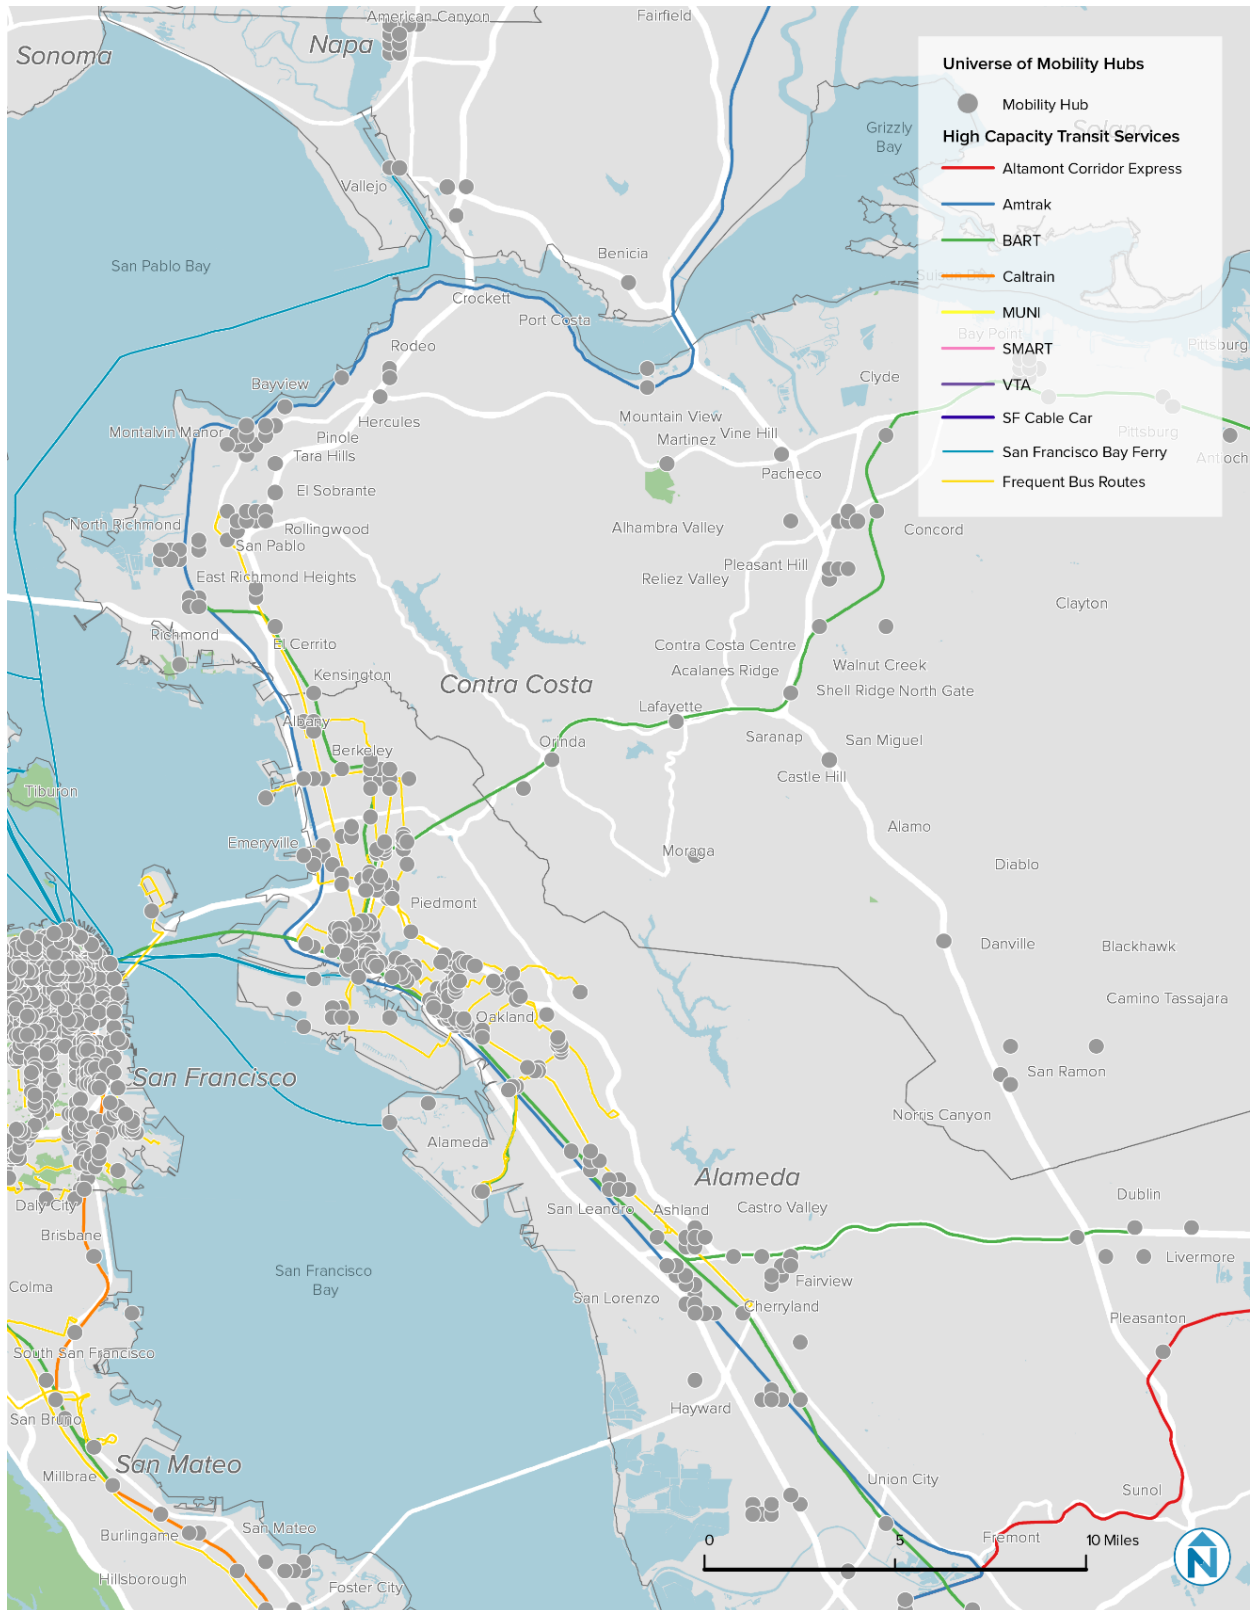 American Canyon
Fairfield
Sonoma
Napa
Universe of Mobility Hubs
Mobility Hub
Grizzly
Bay
Solano
High Capacity Transit Services
Altamont Corridor Express
Vallejo
Amtrak
BART
Benicia
San Pablo Bay
Suisun Bay
Caltrain
Crockett
Port Costa
MUNI
Bay Point
Rodeo
SMART
Pittsburg
Bayview
Clyde
VTA
Hercules
Mountain View
SF Cable Car
Montalvin Manor
Pinole
Martinez
Vine Hill
Pittsburg
Tara Hills
San Francisco Bay Ferry
Antioch
Pacheco
El Sobrante
Frequent Bus Routes
North Richmond
Rollingwood
Alhambra Valley
Concord
San Pablo
Pleasant Hill
East Richmond Heights
Reliez Valley
Clayton
Richmond
El Cerrito
Contra Costa Centre
Walnut Creek
Kensington
Acalanes Ridge
Contra Costa
Shell Ridge
North Gate
Lafayette
Albany
Orinda
Saranap
San Miguel
Berkeley
Castle Hill
Tiburon
Alamo
Emeryville
Moraga
Diablo
Piedmont
Danville
Blackhawk
Camino Tassajara
Oakland
San Francisco
San Ramon
Norris Canyon
Alameda
Alameda
Dublin
Daly City
San Leandro
Ashland
Castro Valley
Brisbane
Livermore
San Francisco
Bay
Colma
Fairview
San Lorenzo
Cherryland
Pleasanton
South San Francisco
Hayward
San Bruno
San Mateo
Millbrae
Union City
Sunol
Burlingame
San Mateo
Fremont
0
5
10 Miles
N
Hillsborough
Foster City